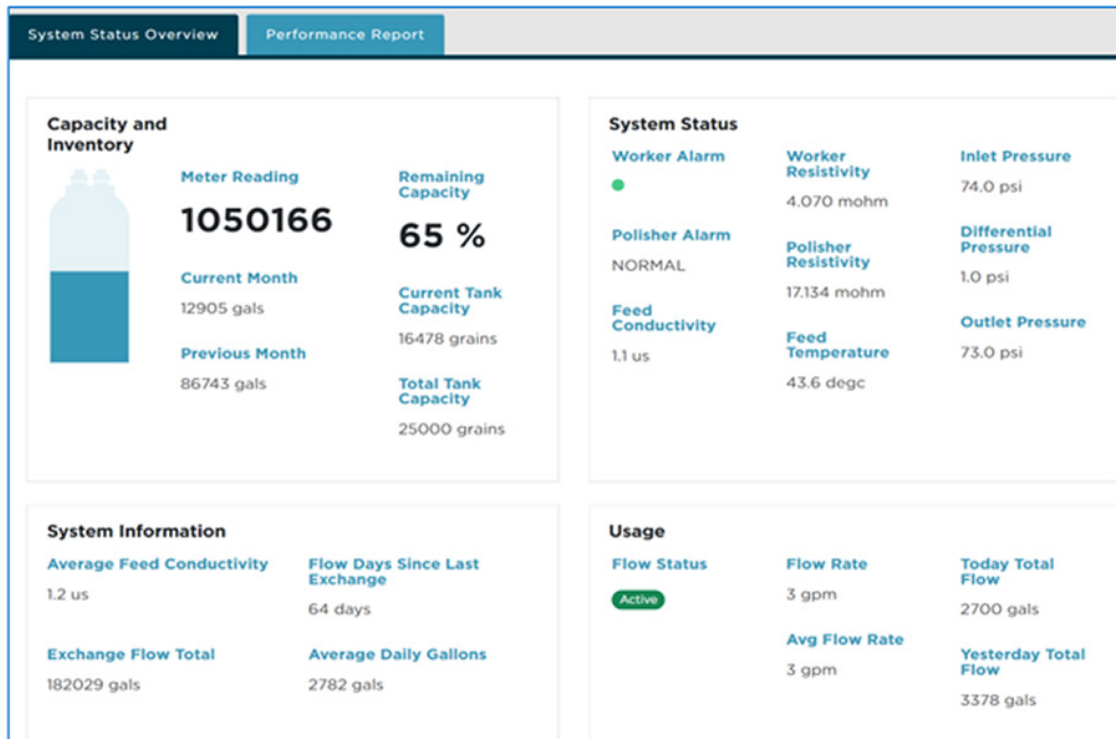 System Status Overview
Performance Report
Capacity and
Inventory
Meter Reading
1050166
Current Month
12905 gals
Previous Month
86743 gals
Remaining
Capacity
65 %
Current Tank
Capacity
16478 grains
Total Tank
Capacity
25000 grains
System Status
Worker Alarm
Polisher Alarm
NORMAL
Feed
Conductivity
1.1 us
Worker
Resistivity
4.070 mohm
Polisher
Resistivity
17.134 mohm
Feed
Temperature
43.6 degc
Inlet Pressure
74.0 psi
Differential
Pressure
1.0 psi
Outlet Pressure
73.0 psi
System Information
Average Feed Conductivity
1.2 us
Flow Days Since Last
Exchange
64 days
Exchange Flow Total
182029 gals
Average Daily Gallons
2782 gals
Usage
Flow Status
Active
Flow Rate
3 gpm
Avg Flow Rate
3 gpm
Today Total
Flow
2700 gals
Yesterday Total
Flow
3378 gals